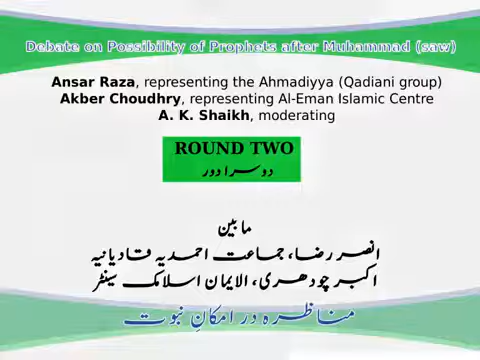 Debate on Possibility of Prophets after Muhammad (saw)
Ansar Raza, representing the Ahmadiyya (Qadiani group)
Akber Choudhry, representing Al-Eman Islamic Centre
A. K. Shaikh, moderating
ROUND TWO
دوسرا دور
مابین
انصر رضا، جماعت احمدیہ قادیانیہ
اکبر چودھری، الایمان اسلامک سینٹر
مناظرہ در امکانِ نبوت